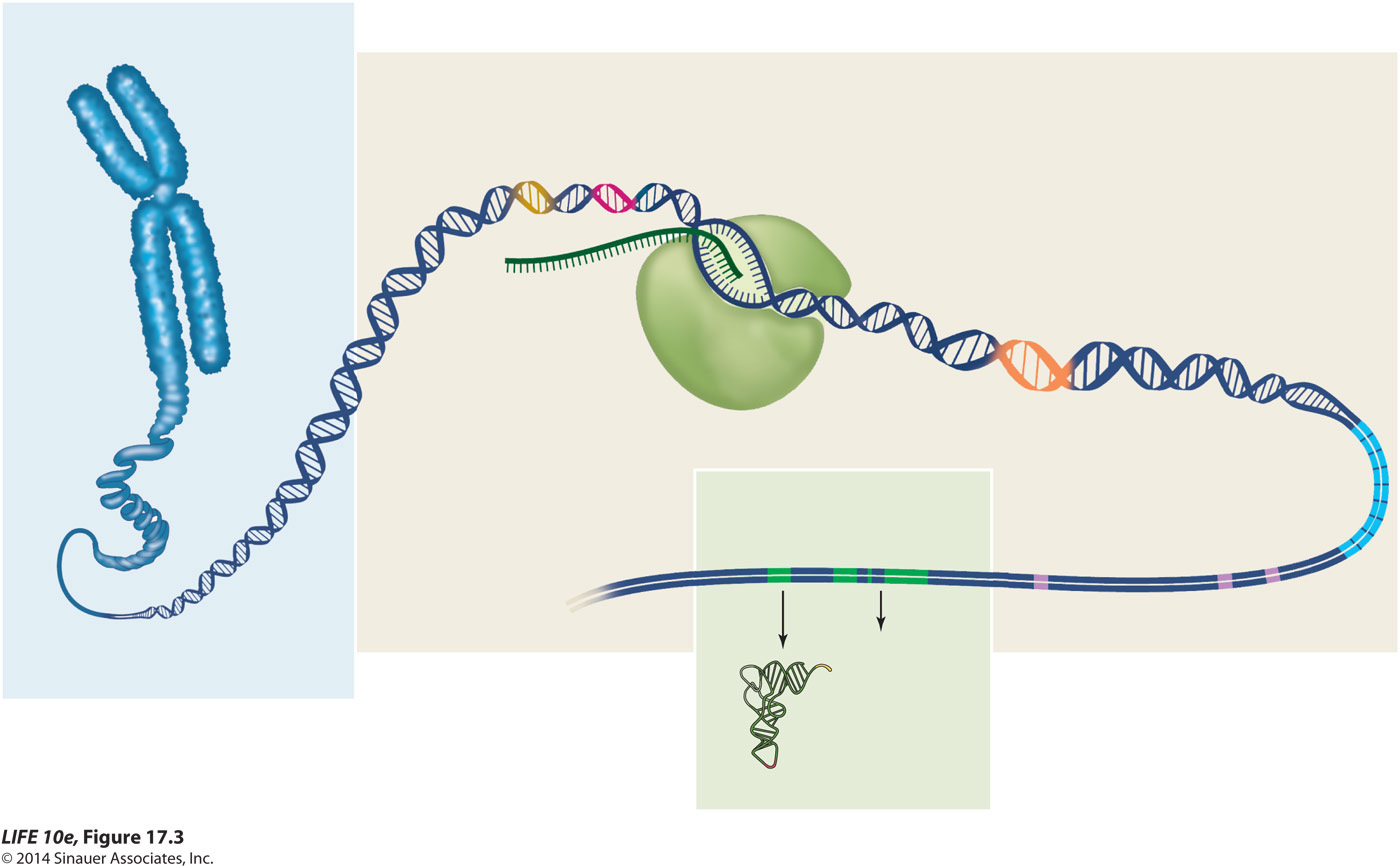 LIFE 10e, Figure 17.3
© 2014 Sinauer Associates, Inc.